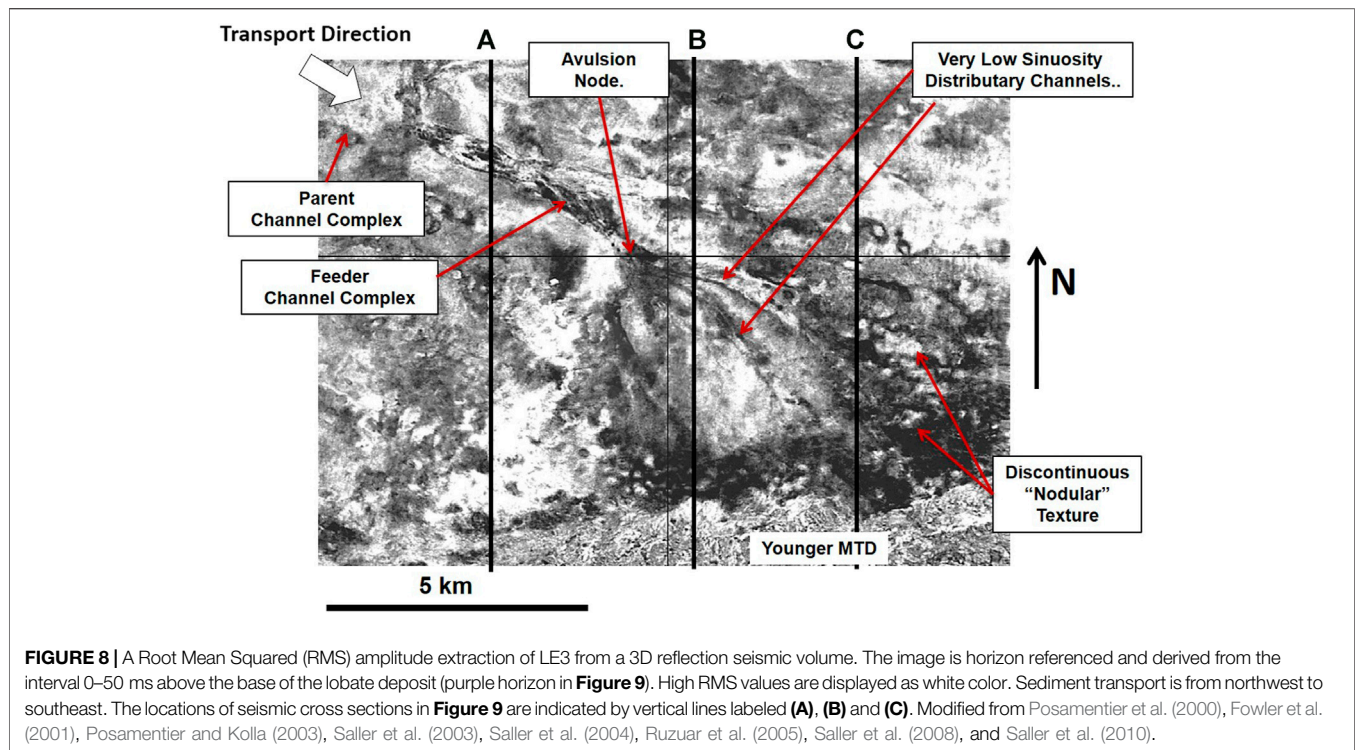 Transport Direction
A
B
C
Avulsion
Node.
Very Low Sinuosity
Distributary Channels..
Parent
Channel Complex
Feeder
Channel Complex
N
Discontinuous
“Nodular”
Texture
Younger MTD
5 km
FIGURE 8 | A Root Mean Squared (RMS) amplitude extraction of LE3 from a 3D reflection seismic volume. The image is horizon referenced and derived from the
interval 0–50 ms above the base of the lobate deposit (purple horizon in Figure 9). High RMS values are displayed as white color. Sediment transport is from northwest to
southeast. The locations of seismic cross sections in Figure 9 are indicated by vertical lines labeled (A), (B) and (C). Modified from Posamentier et al. (2000), Fowler et al.
(2001), Posamentier and Kolla (2003), Saller et al. (2003), Saller et al. (2004), Ruzuar et al. (2005), Saller et al. (2008), and Saller et al. (2010).